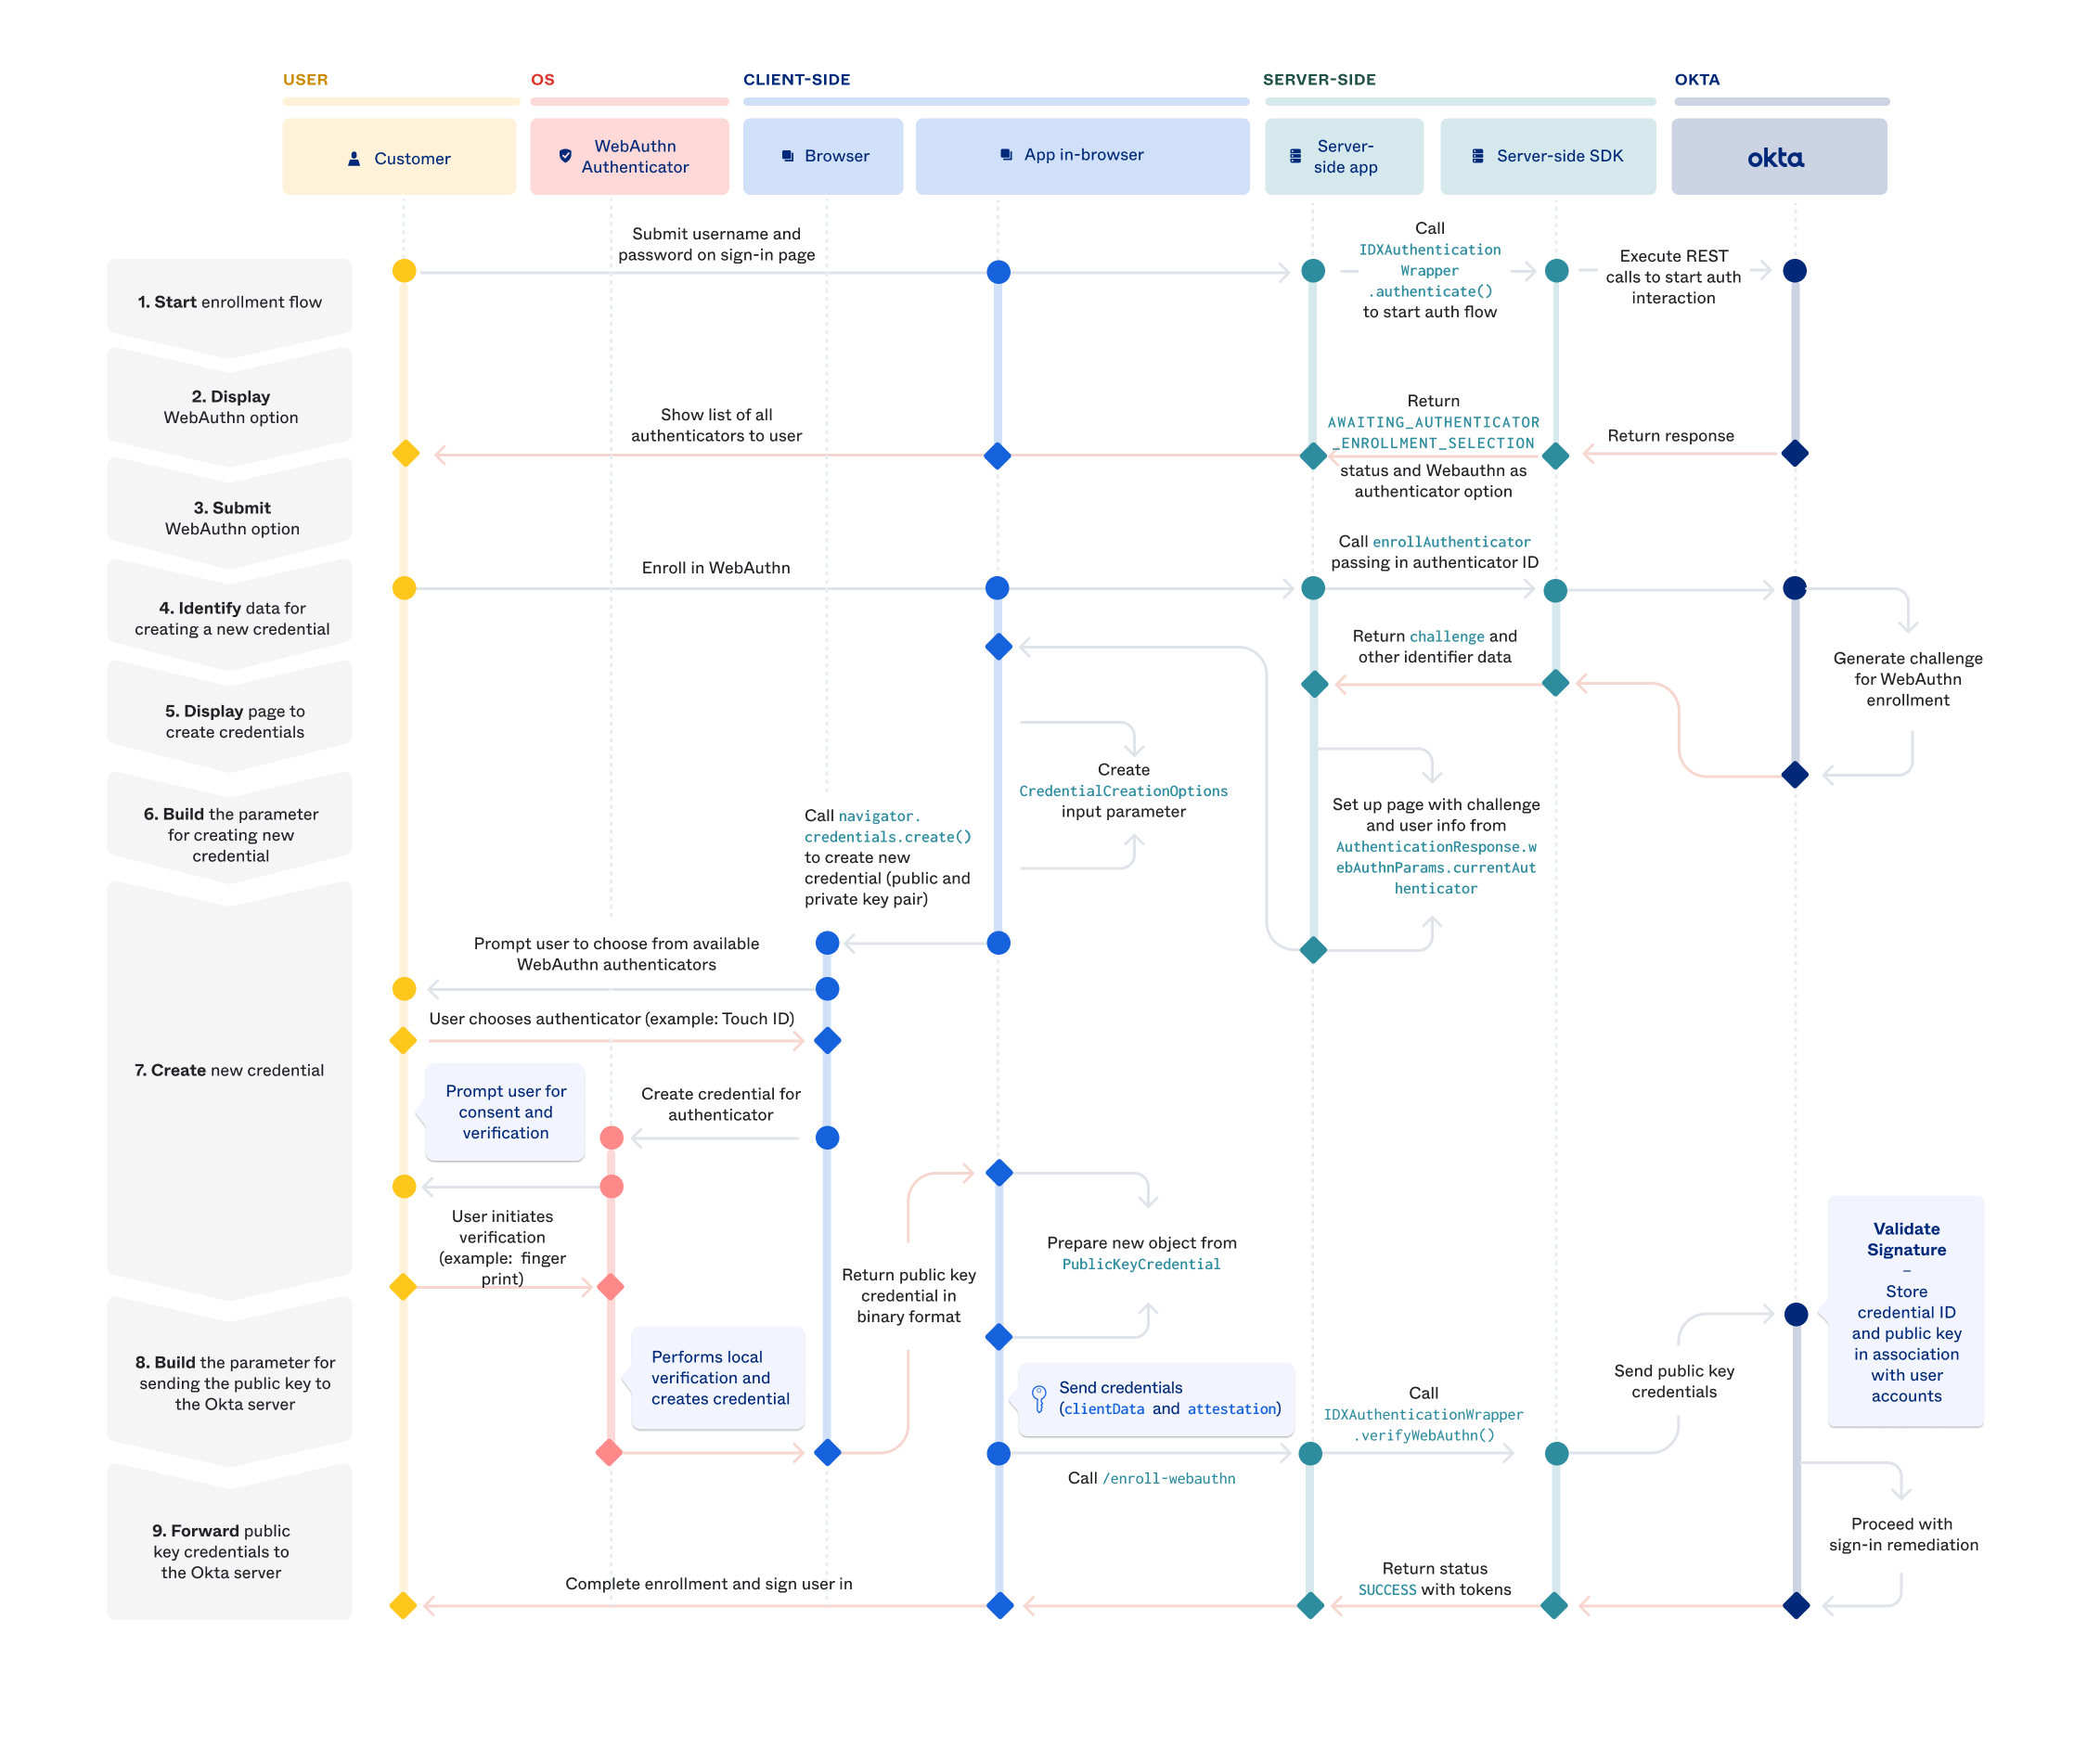 USER
OS
CLIENT-SIDE
SERVER-SIDE
OKTA
Customer
WebAuthn
Authenticator
Browser
App in-browser
Server-
side app
Server-side SDK
okta
1. Start enrollment flow
Submit username and
password on sign-in page
Call
IDXAuthentication
Wrapper
.authenticate()
to start auth flow
Execute REST
calls to start auth
interaction
2. Display
WebAuthn option
Show list of all
authenticators to user
Return
AWAITING_AUTHENTICATOR
_ENROLLMENT_SELECTION
status and Webauthn as
authenticator option
Return response
3. Submit
WebAuthn option
Enroll in WebAuthn
Call enrollAuthenticator
passing in authenticator ID
4. Identify data for
creating a new credential
Return challenge and
other identifier data
Generate challenge
for WebAuthn
enrollment
5. Display page to
create credentials
Create
CredentialCreationOptions
input parameter
Set up page with challenge
and user info from
AuthenticationResponse.w
ebAuthnParams.currentAut
henticator
6. Build the parameter
for creating new
credential
Call navigator.
credentials.create()
to create new
credential (public and
private key pair)
Prompt user to choose from available
WebAuthn authenticators
User chooses authenticator (example: Touch ID)
7. Create new credential
Prompt user for
consent and
verification
Create credential for
authenticator
User initiates
verification
(example: finger
print)
Return public key
credential in
binary format
Prepare new object from
PublicKeyCredential
Validate
Signature
–
Store
credential ID
and public key
in association
with user
accounts
8. Build the parameter for
sending the public key to
the Okta server
Performs local
verification and
creates credential
Send credentials
(clientData and attestation)
Call
IDXAuthenticationWrapper
.verifyWebAuthn()
Send public key
credentials
Call /enroll-webauthn
9. Forward public
key credentials to
the Okta server
Proceed with
sign-in remediation
Complete enrollment and sign user in
Return status
SUCCESS with tokens